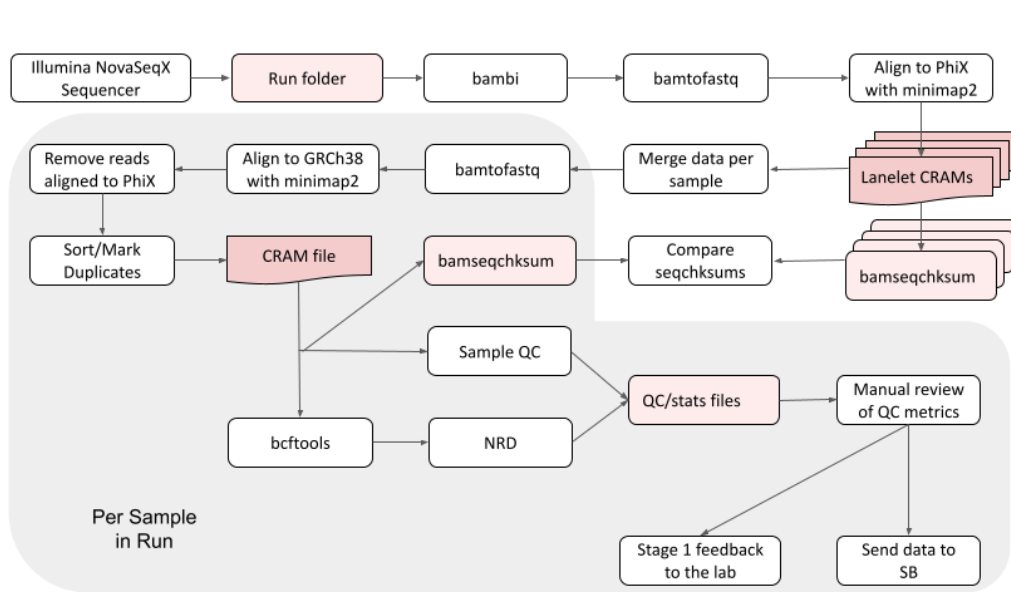 Illumina NovaSeqX
Sequencer
Run folder
bambi
bamtofastq
Align to PhiX
with minimap2
Remove reads
aligned to PhiX
Align to GRCh38
with minimap2
bamtofastq
Merge data per
sample
Lanelet CRAMs
Sort/Mark
Duplicates
CRAM file
bamseqchksum
Compare
seqchksums
bamseqchksum
Sample QC
QC/stats files
Manual review
of QC metrics
bcftools
NRD
Per Sample
in Run
Stage 1 feedback
to the lab
Send data to
SB